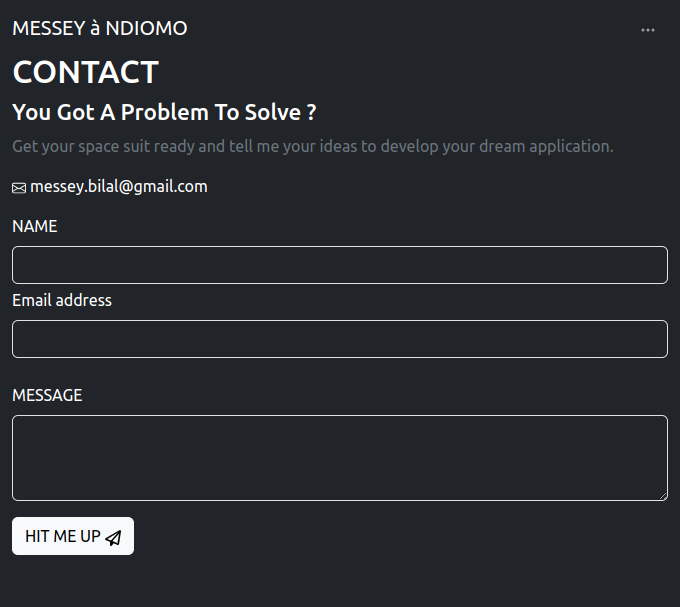 MESSEY à NDIOMO
CONTACT
You Got A Problem To Solve ?
Get your space suit ready and tell me your ideas to develop your dream application.
messey.bilal@gmail.com
NAME
Email address
MESSAGE
HIT ME UP